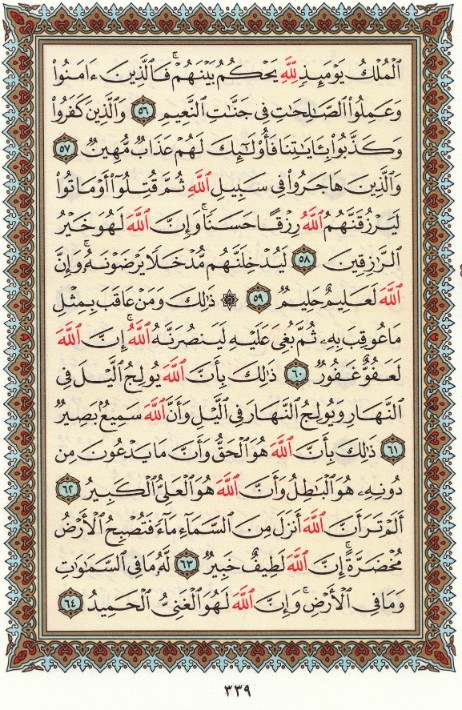 ٱلْمُلْكُ يَوْمَئِذٍ لِّلَّهِ يَحْكُمُ بَيْنَهُمْ ۚ فَٱلَّذِينَ ءَامَنُوا۟
وَعَمِلُوا۟ ٱلصَّـٰلِحَـٰتِ فِى جَنَّـٰتِ ٱلنَّعِيمِ ٥٦ وَٱلَّذِينَ كَفَرُوا۟
وَكَذَّبُوا۟ بِـَٔايَـٰتِنَا فَأُو۟لَـٰٓئِكَ لَهُمْ عَذَابٌ مُّهِينٌ ٥٧
وَٱلَّذِينَ هَاجَرُوا۟ فِى سَبِيلِ ٱللَّهِ ثُمَّ قُتِلُوٓا۟ أَوْ مَاتُوا۟
لَيَرْزُقَنَّهُمُ ٱللَّهُ رِزْقًا حَسَنًا ۚ وَإِنَّ ٱللَّهَ لَهُوَ خَيْرُ
ٱلرَّٰزِقِينَ ٥٨ لَيُدْخِلَنَّهُم مُّدْخَلًا يَرْضَوْنَهُۥ ۗ وَإِنَّ
ٱللَّهَ لَعَلِيمٌ حَلِيمٌ ٥٩ ۞ ذَٰلِكَ وَمَنْ عَاقَبَ بِمِثْلِ
مَا عُوقِبَ بِهِۦ ثُمَّ بُغِىَ عَلَيْهِ لَيَنصُرَنَّهُ ٱللَّهُ ۗ إِنَّ ٱللَّهَ
لَعَفُوٌّ غَفُورٌ ٦٠ ذَٰلِكَ بِأَنَّ ٱللَّهَ يُولِجُ ٱلَّيْلَ فِى
ٱلنَّهَارِ وَيُولِجُ ٱلنَّهَارَ فِى ٱلَّيْلِ وَأَنَّ ٱللَّهَ سَمِيعٌۢ بَصِيرٌ
٦١ ذَٰلِكَ بِأَنَّ ٱللَّهَ هُوَ ٱلْحَقُّ وَأَنَّ مَا يَدْعُونَ مِن
دُونِهِۦ هُوَ ٱلْبَـٰطِلُ وَأَنَّ ٱللَّهَ هُوَ ٱلْعَلِىُّ ٱلْكَبِيرُ ٦٢
أَلَمْ تَرَ أَنَّ ٱللَّهَ أَنزَلَ مِنَ ٱلسَّمَآءِ مَآءً فَتُصْبِحُ ٱلْأَرْضُ
مُخْضَرَّةً ۗ إِنَّ ٱللَّهَ لَطِيفٌ خَبِيرٌ ٦٣ لَّهُۥ مَا فِى ٱلسَّمَـٰوَٰتِ
وَمَا فِى ٱلْأَرْضِ ۗ وَإِنَّ ٱللَّهَ لَهُوَ ٱلْغَنِىُّ ٱلْحَمِيدُ ٦٤
٣٣٩